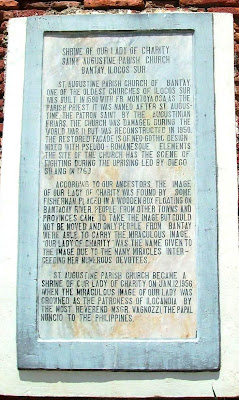 SHRINE OF OUR LADY OF CHARITY
SAINT AUGUSTINE PARISH CHURCH
BANTAY, ILOCOS SUR
ST. AUGUSTINE PARISH CHURCH OF BANTAY,
ONE OF THE OLDEST CHURCHES OF ILOCOS SUR
WAS BUILT IN 1590 WITH FR. MONTOYA, OSA AS THE
PARISH PRIEST. IT WAS NAMED AFTER ST. AUGUS-
TINE THE PATRON SAINT BY THE AUGUSTINIAN
FRIARS. THE CHURCH WAS DAMAGED DURING THE
WORLD WAR II BUT WAS RECONSTRUCTED IN 1950.
THE RESTORED FACADE IS OF NEO-GOTHIC DESIGN
MIXED WITH PSEUDO-ROMANESQUE ELEMENTS.
THE SITE OF THE CHURCH HAS THE SCENE OF
FIGHTING DURING THE UPRISING LED BY DIEGO
SILANG IN 1763.
ACCORDING TO OUR ANCESTORS, THE IMAGE
OF OUR LADY OF CHARITY WAS FOUND BY SOME
FISHERMAN, PLACED IN A WOODEN BOX FLOATING ON
BANTAOAY RIVER. PEOPLE FROM OTHER TOWNS AND
PROVINCES CAME TO TAKE THE IMAGE BUT COULD
NOT BE MOVED AND ONLY PEOPLE FROM BANTAY
WERE ABLE TO CARRY THE MIRACULOUS IMAGE.
"OUR LADY OF CHARITY" WAS THE NAME GIVEN TO
THE IMAGE DUE TO THE MANY MIRACLES INTER-
CEEDING HER NUMEROUS DEVOTEES.
ST. AUGUSTINE PARISH CHURCH BECAME A
SHRINE OF OUR LADY OF CHARITY ON JAN. 12, 1956
WHEN THE MIRACULOUS IMAGE OF OUR LADY WAS
CROWNED AS THE PATRONESS OF ILOCANDIA BY
THE MOST REVEREND MSGR. VAGNOZZI, THE PAPAL
NUNCIO TO THE PHILIPPINES.